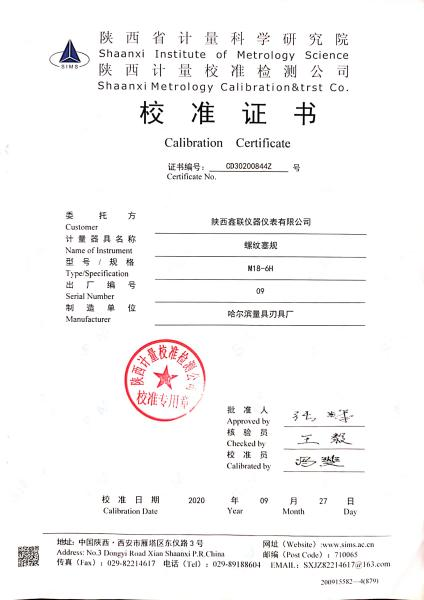 SIMS
陕西省计量科学研究院
Shaanxi Institute of Metrology Science
陕西计量校准检测公司
Shaanxi Metrology Calibration&trst Co.
校准证书
Calibration Certificate
证书编号： CD30200844Z 号
Certificate No.
委托方 陕西鑫联仪器仪表有限公司
Customer
计量器具名称 螺纹塞规
Name of Instrument
型号/规格 M18-6H
Type/Specification
出厂编号 09
Serial Number
制造单位 哈尔滨量具刃具厂
Manufacturer
陕西计量校准检测公司
校准专用章
批准人
Approved by
核验员 王毅
Checked by
校准员
Calibrated by
校准日期 2020 年 09 月 27 日
Calibration Date Year Month Day
地址：中国陕西·西安市雁塔区东仪路3号 网址（Website）:www.sims.ac.cn
Address: No.3 Dongyi Road Xian Shaanxi P.R.China 邮编（Post Code）：710065
传真（Fax）：029-82214617 电话（Tel）：029-89188604 EMAIL：SXJZ82214617@163.com
200915582—4(879)